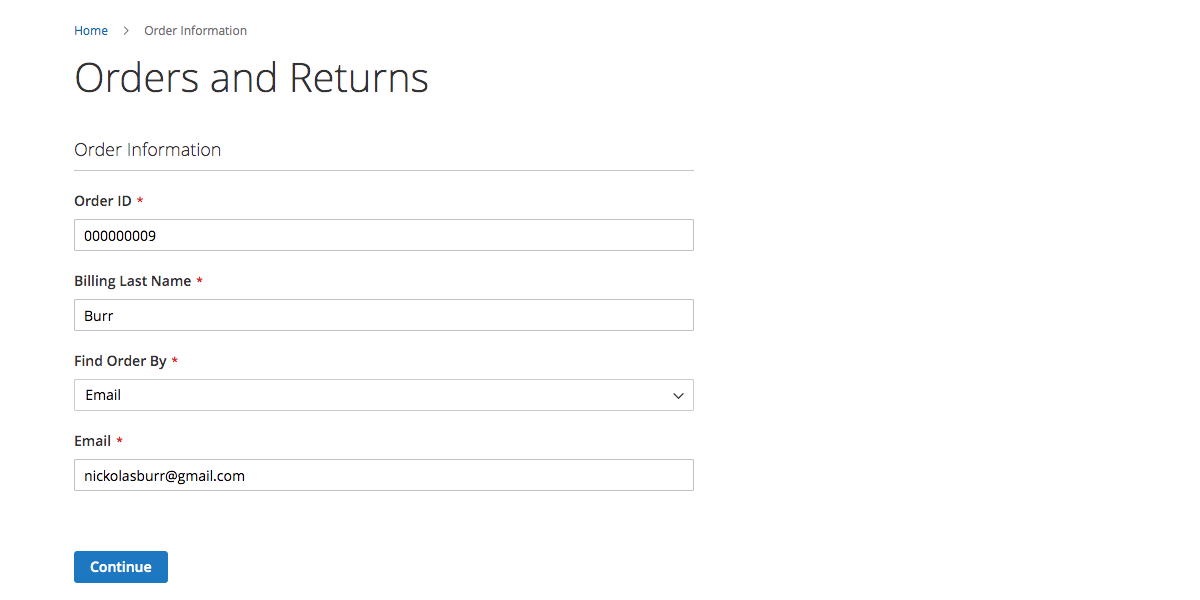 Home > Order Information
Orders and Returns
Order Information
Order ID *
000000009
Billing Last Name *
Burr
Find Order By *
Email
Email *
nickolasburr@gmail.com
Continue